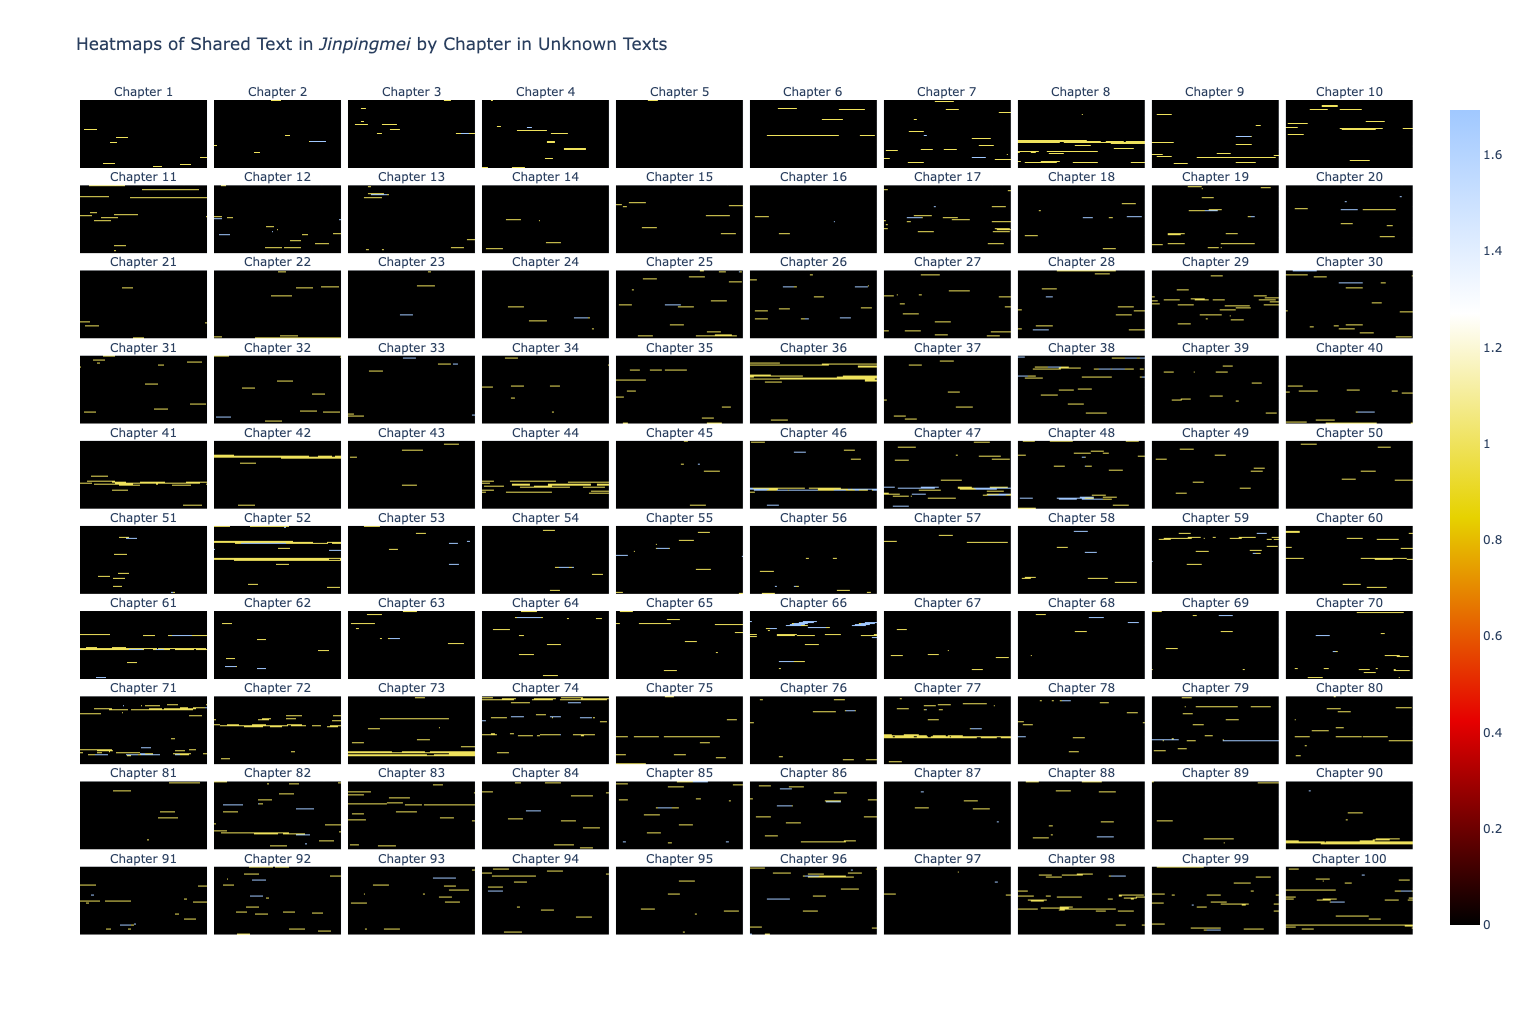 Heatmaps of Shared Text in Jinpingmei by Chapter in Unknown Texts
Chapter 1 Chapter 2 Chapter 3 Chapter 4 Chapter 5 Chapter 6 Chapter 7 Chapter 8 Chapter 9 Chapter 10
Chapter 11 Chapter 12 Chapter 13 Chapter 14 Chapter 15 Chapter 16 Chapter 17 Chapter 18 Chapter 19 Chapter 20
Chapter 21 Chapter 22 Chapter 23 Chapter 24 Chapter 25 Chapter 26 Chapter 27 Chapter 28 Chapter 29 Chapter 30
Chapter 31 Chapter 32 Chapter 33 Chapter 34 Chapter 35 Chapter 36 Chapter 37 Chapter 38 Chapter 39 Chapter 40
Chapter 41 Chapter 42 Chapter 43 Chapter 44 Chapter 45 Chapter 46 Chapter 47 Chapter 48 Chapter 49 Chapter 50
Chapter 51 Chapter 52 Chapter 53 Chapter 54 Chapter 55 Chapter 56 Chapter 57 Chapter 58 Chapter 59 Chapter 60
Chapter 61 Chapter 62 Chapter 63 Chapter 64 Chapter 65 Chapter 66 Chapter 67 Chapter 68 Chapter 69 Chapter 70
Chapter 71 Chapter 72 Chapter 73 Chapter 74 Chapter 75 Chapter 76 Chapter 77 Chapter 78 Chapter 79 Chapter 80
Chapter 81 Chapter 82 Chapter 83 Chapter 84 Chapter 85 Chapter 86 Chapter 87 Chapter 88 Chapter 89 Chapter 90
Chapter 91 Chapter 92 Chapter 93 Chapter 94 Chapter 95 Chapter 96 Chapter 97 Chapter 98 Chapter 99 Chapter 100
1.6
1.4
1.2
1
0.8
0.6
0.4
0.2
0